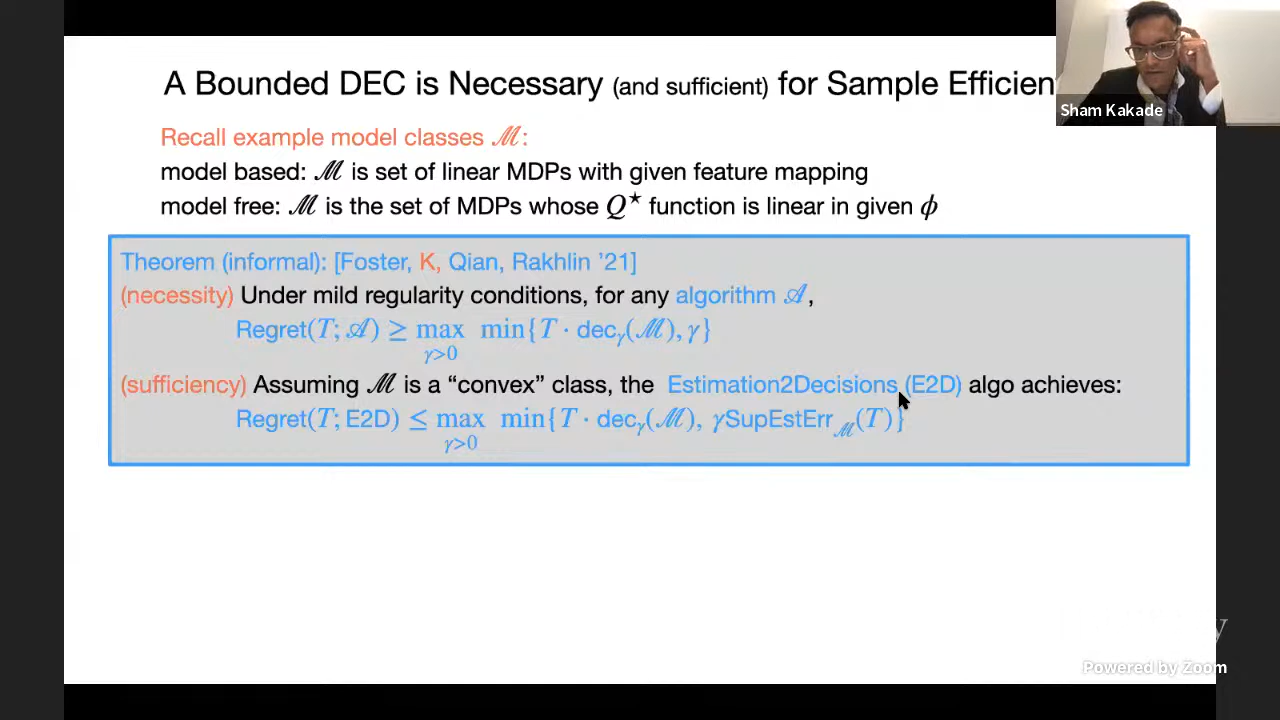 A Bounded DEC is Necessary (and sufficient) for Sample Efficien
Sham Kakade
Recall example model classes ℳ:
model based: ℳ is set of linear MDPs with given feature mapping
model free: ℳ is the set of MDPs whose Q⋆ function is linear in given ϕ
Theorem (informal): [Foster, K, Qian, Rakhlin ’21]
(necessity) Under mild regularity conditions, for any algorithm 𝒜,
Regret(T; 𝒜) ≥ max min{T · decγ(ℳ), γ}
γ>0
(sufficiency) Assuming ℳ is a “convex” class, the Estimation2Decisions (E2D) algo achieves:
Regret(T; E2D) ≤ max min{T · decγ(ℳ), γSupEstErrℳ(T)}
γ>0
Powered by Zoom